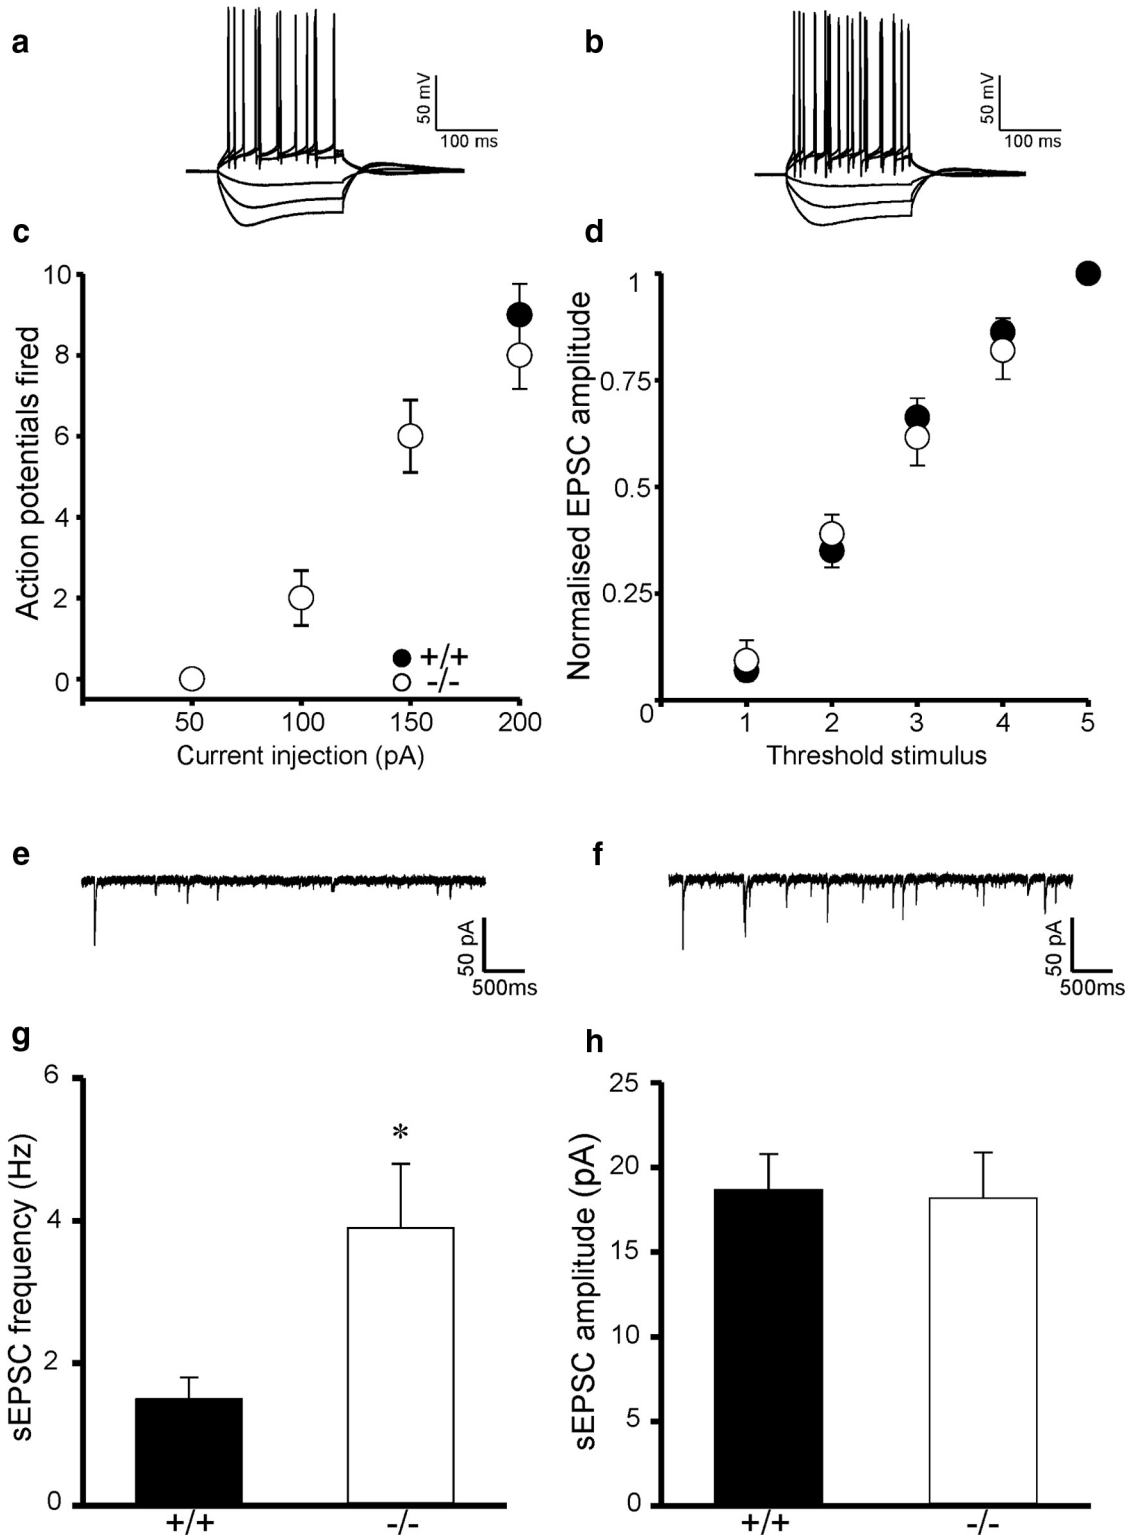 a
b
50 mV
100 ms
50 mV
100 ms
c
d
Action potentials fired
10
8
6
4
2
0
+/+
-/-
50
100
150
200
Current injection (pA)
Normalised EPSC amplitude
1
0.75
0.5
0.25
0
1
2
3
4
5
Threshold stimulus
e
f
50 pA
500ms
50 pA
500ms
g
h
sEPSC frequency (Hz)
6
4
2
0
*
+/+
-/-
sEPSC amplitude (pA)
25
20
15
10
5
0
+/+
-/-